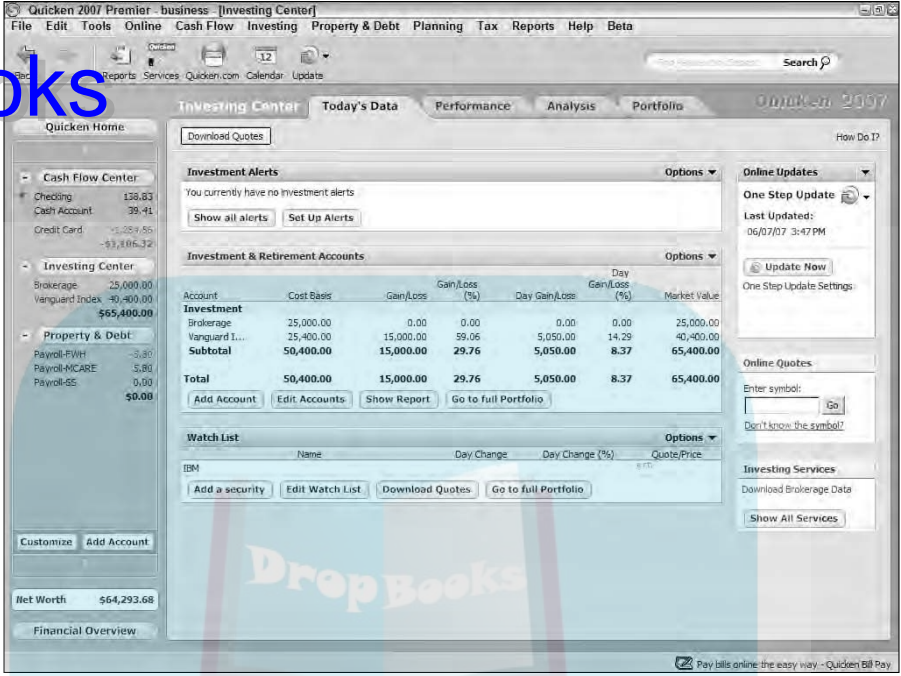 Quicken 2007 Premier - business - [Investing Center]
File Edit Tools Online Cash Flow Investing Property & Debt Planning Tax Reports Help Beta
Reports Services Quicken.com Calendar Update
Search
oks
Investing Center Today's Data Performance Analysis Portfolio Quicken 2007
Quicken Home
Download Quotes
How Do I?
Cash Flow Center
Checking 138.83
Cash Account 39.41
Credit Card
Investing Center
Brokerage 25,000.00
Vanguard Index 40,400.00
$65,400.00
Property & Debt
Payroll-FWH
Payroll-MCARE
Payroll-SS 0.00
$0.00
Customize Add Account
Net Worth $64,293.68
Financial Overview
Investment Alerts Options
You currently have no investment alerts
Show all alerts Set Up Alerts
Investment & Retirement Accounts Options
Account Cost Basis Gain/Loss Gain/Loss (%) Day Gain/Loss Day Gain/Loss (%) Market Value
Investment
Brokerage 25,000.00 0.00 0.00 0.00 0.00 25,000.00
Vanguard I... 25,400.00 15,000.00 59.06 5,050.00 14.29 40,400.00
Subtotal 50,400.00 15,000.00 29.76 5,050.00 8.37 65,400.00
Total 50,400.00 15,000.00 29.76 5,050.00 8.37 65,400.00
Add Account Edit Accounts Show Report Go to full Portfolio
Watch List Options
Name Day Change Day Change (%) Quote/Price
IBM
Add a security Edit Watch List Download Quotes Go to full Portfolio
Online Updates
One Step Update
Last Updated:
06/07/07 3:47 PM
Update Now
One Step Update Settings
Online Quotes
Enter symbol:
Go
Don't know the symbol?
Investing Services
Download Brokerage Data
Show All Services
DropBooks
Pay bills online the easy way - Quicken Bill Pay